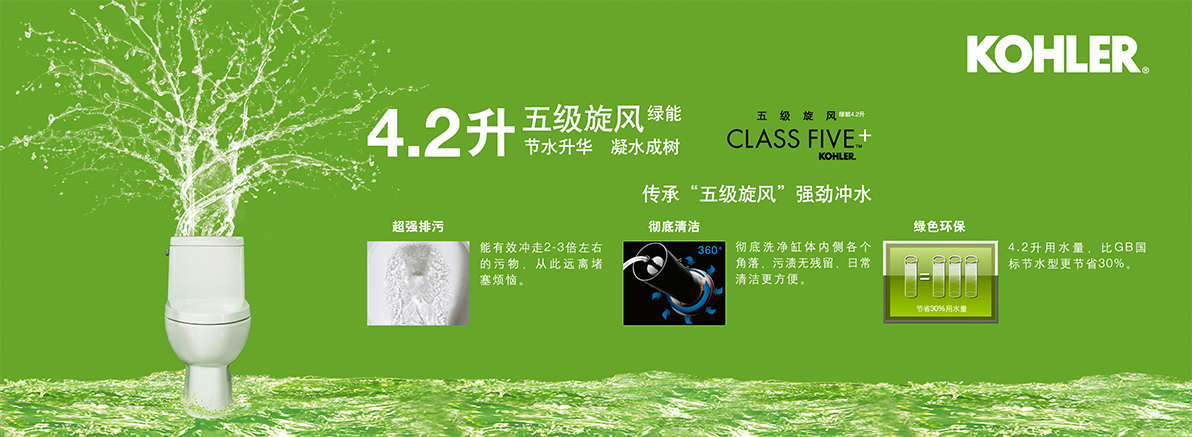 KOHLER®
4.2升 五级旋风 绿能
节水升华 凝水成树
五级旋风 绿能4.2升
CLASS FIVE+™
KOHLER.
传承“五级旋风”强劲冲水
超强排污
能有效冲走2-3倍左右
的污物，从此远离堵
塞烦恼。
彻底清洁
360°
彻底洗净缸体内侧各个
角落，污渍无残留，日常
清洁更方便。
绿色环保
=
节省30%用水量
4.2升用水量，比GB国
标节水型更节省30%。